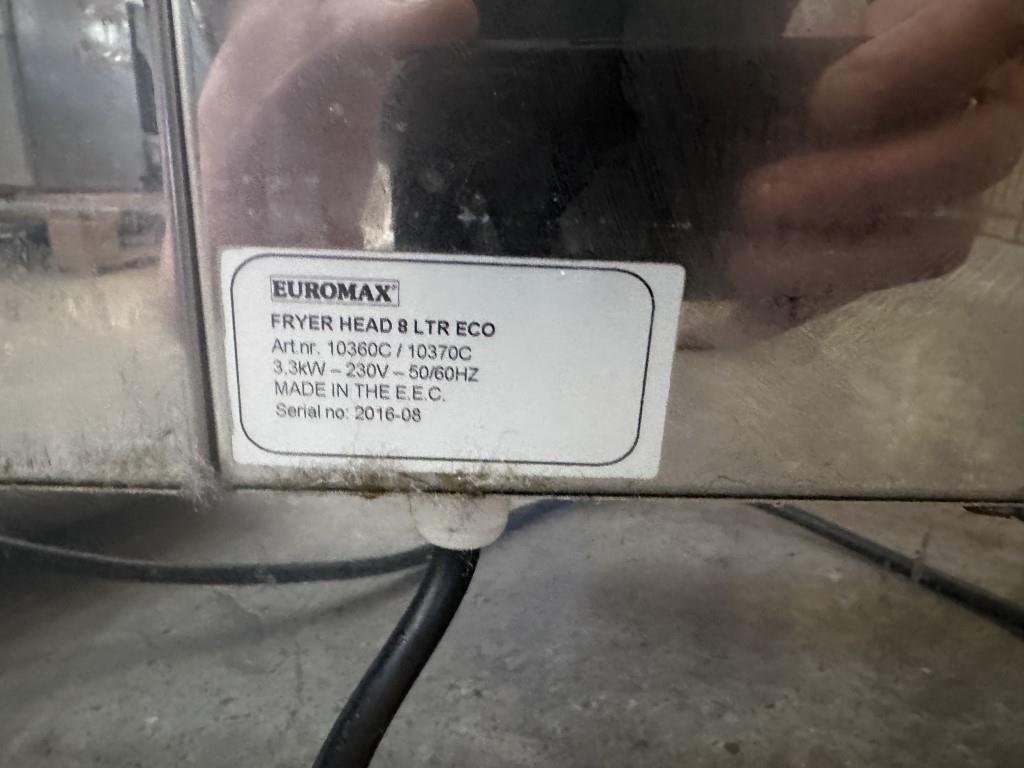 EUROMAX
FRYER HEAD 8 LTR ECO
Art.nr. 10360C / 10370C
3.3kW – 230V – 50/60HZ
MADE IN THE E.E.C.
Serial no: 2016-08